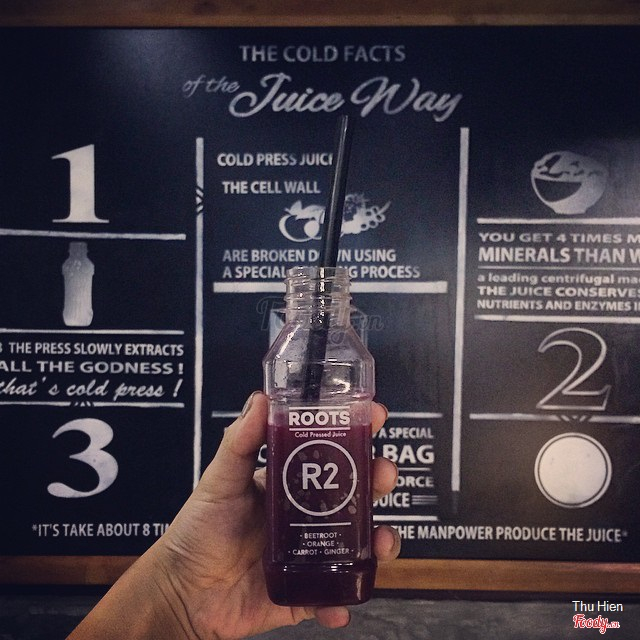 THE COLD FACTS
of the Juice Way
1
COLD PRESS JUICE
THE CELL WALL
ARE BROKEN DOWN USING
A SPECIAL PROCESS
YOU GET 4 TIMES
MINERALS THAN
a leading centrifugal
THE JUICE CONSERVES
NUTRIENTS AND ENZYMES
THE PRESS SLOWLY EXTRACTS
ALL THE GODNESS !
that's cold press !
2
3
A SPECIAL
BAG
JUICE
*IT'S TAKE ABOUT 8
THE MANPOWER PRODUCE THE JUICE*
ROOTS
Cold Pressed Juice
R2
· BEETROOT ·
· ORANGE ·
· CARROT · GINGER ·
Thu Hien
Foody.vn